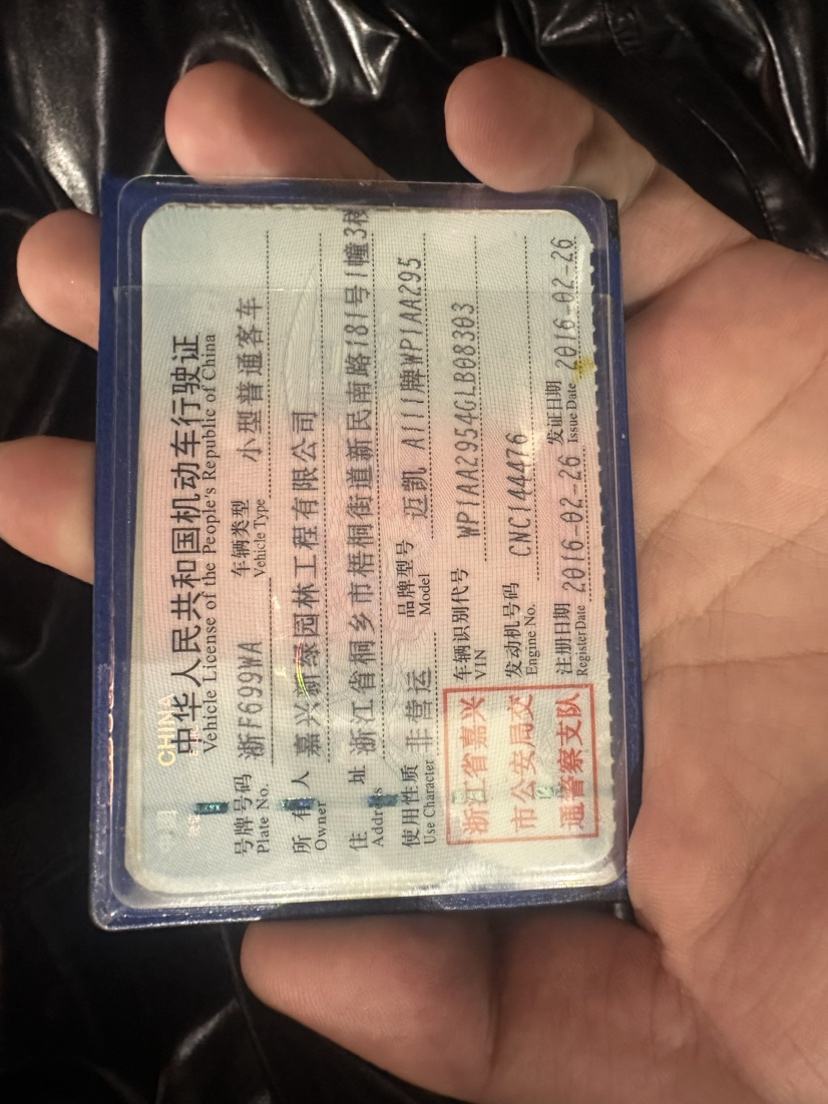 CHINA
中华人民共和国机动车行驶证
Vehicle License of the People's Republic of China
号牌号码 浙F699WA 车辆类型 小型普通客车
Plate No. Vehicle Type
所有人 嘉兴新绿园林工程有限公司
Owner
住址 浙江省桐乡市梧桐街道新民南路181号1幢3楼
Address
使用性质 非营运 品牌型号 迈凯 A111牌WP1AA295
Use Character Model
车辆识别代号 WP1AA2954GLB08303
VIN
发动机号码 CNC144476
Engine No.
注册日期 2016-02-26 发证日期 2016-02-26
Register Date Issue Date
浙江省嘉兴
市公安局交
通警察支队